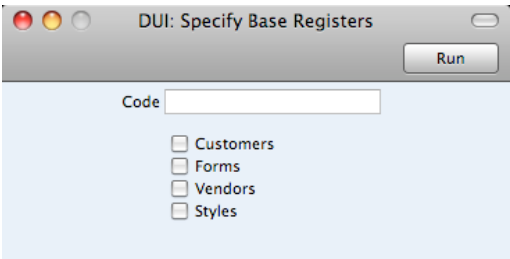 DUI: Specify Base Registers
Run
Code
Customers
Forms
Vendors
Styles